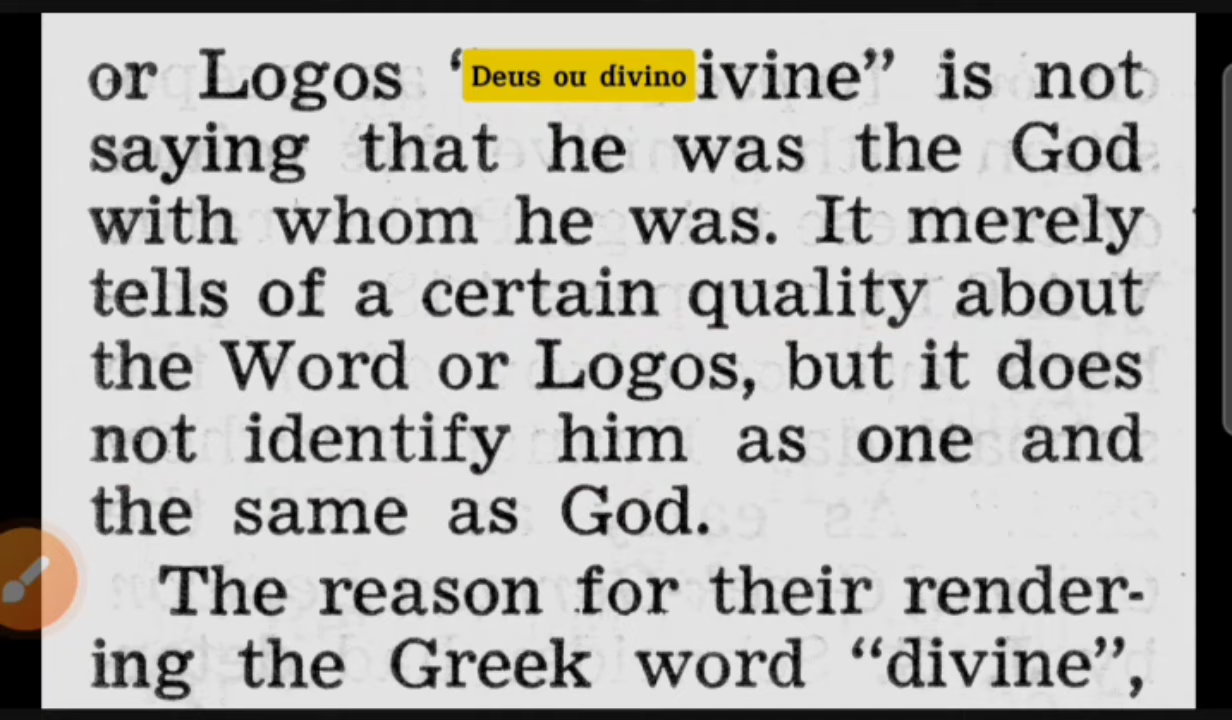 or Logos “Deus ou divino ivine” is not
saying that he was the God
with whom he was. It merely
tells of a certain quality about
the Word or Logos, but it does
not identify him as one and
the same as God.
The reason for their render-
ing the Greek word “divine”,